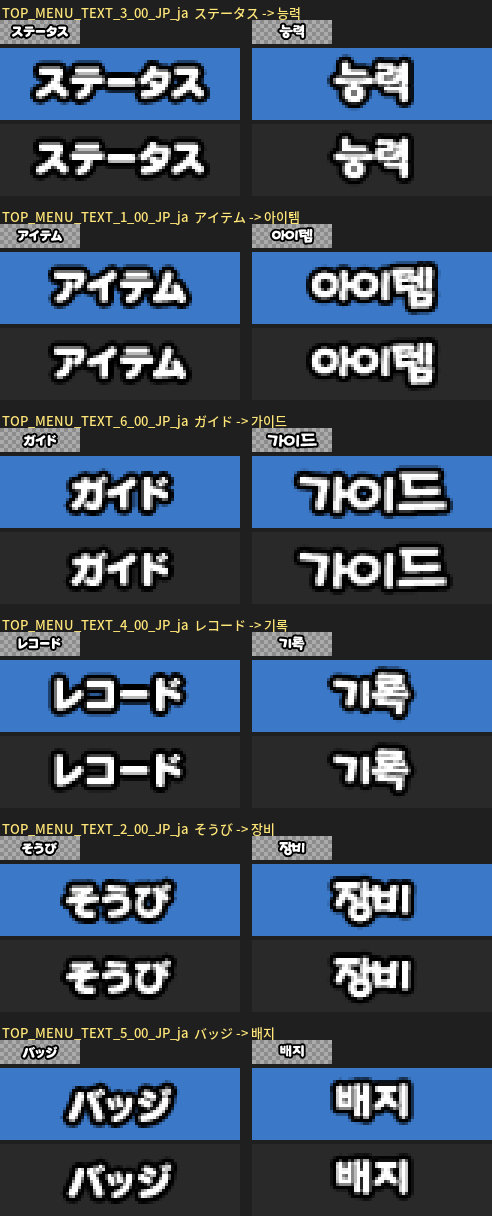 TOP_MENU_TEXT_3_00_JP_ja ステータス -> 능력
ステータス 능력
ステータス 능력
ステータス 능력
TOP_MENU_TEXT_1_00_JP_ja アイテム -> 아이템
アイテム 아이템
アイテム 아이템
アイテム 아이템
TOP_MENU_TEXT_6_00_JP_ja ガイド -> 가이드
ガイド 가이드
ガイド 가이드
ガイド 가이드
TOP_MENU_TEXT_4_00_JP_ja レコード -> 기록
レコード 기록
レコード 기록
レコード 기록
TOP_MENU_TEXT_2_00_JP_ja そうび -> 장비
そうび 장비
そうび 장비
そうび 장비
TOP_MENU_TEXT_5_00_JP_ja バッジ -> 배지
バッジ 배지
バッジ 배지
バッジ 배지